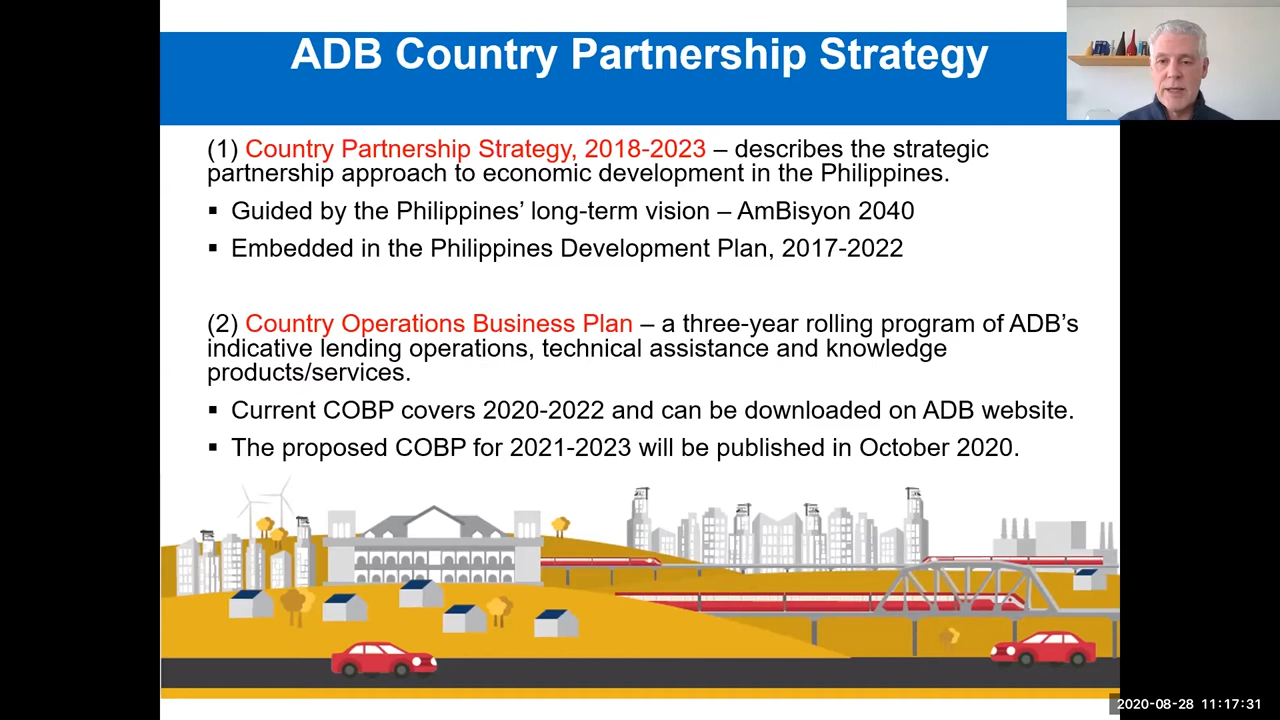 ADB Country Partnership Strategy
(1) Country Partnership Strategy, 2018-2023 – describes the strategic
partnership approach to economic development in the Philippines.
▪ Guided by the Philippines’ long-term vision – AmBisyon 2040
▪ Embedded in the Philippines Development Plan, 2017-2022
(2) Country Operations Business Plan – a three-year rolling program of ADB’s
indicative lending operations, technical assistance and knowledge
products/services.
▪ Current COBP covers 2020-2022 and can be downloaded on ADB website.
▪ The proposed COBP for 2021-2023 will be published in October 2020.
2020-08-28 11:17:31